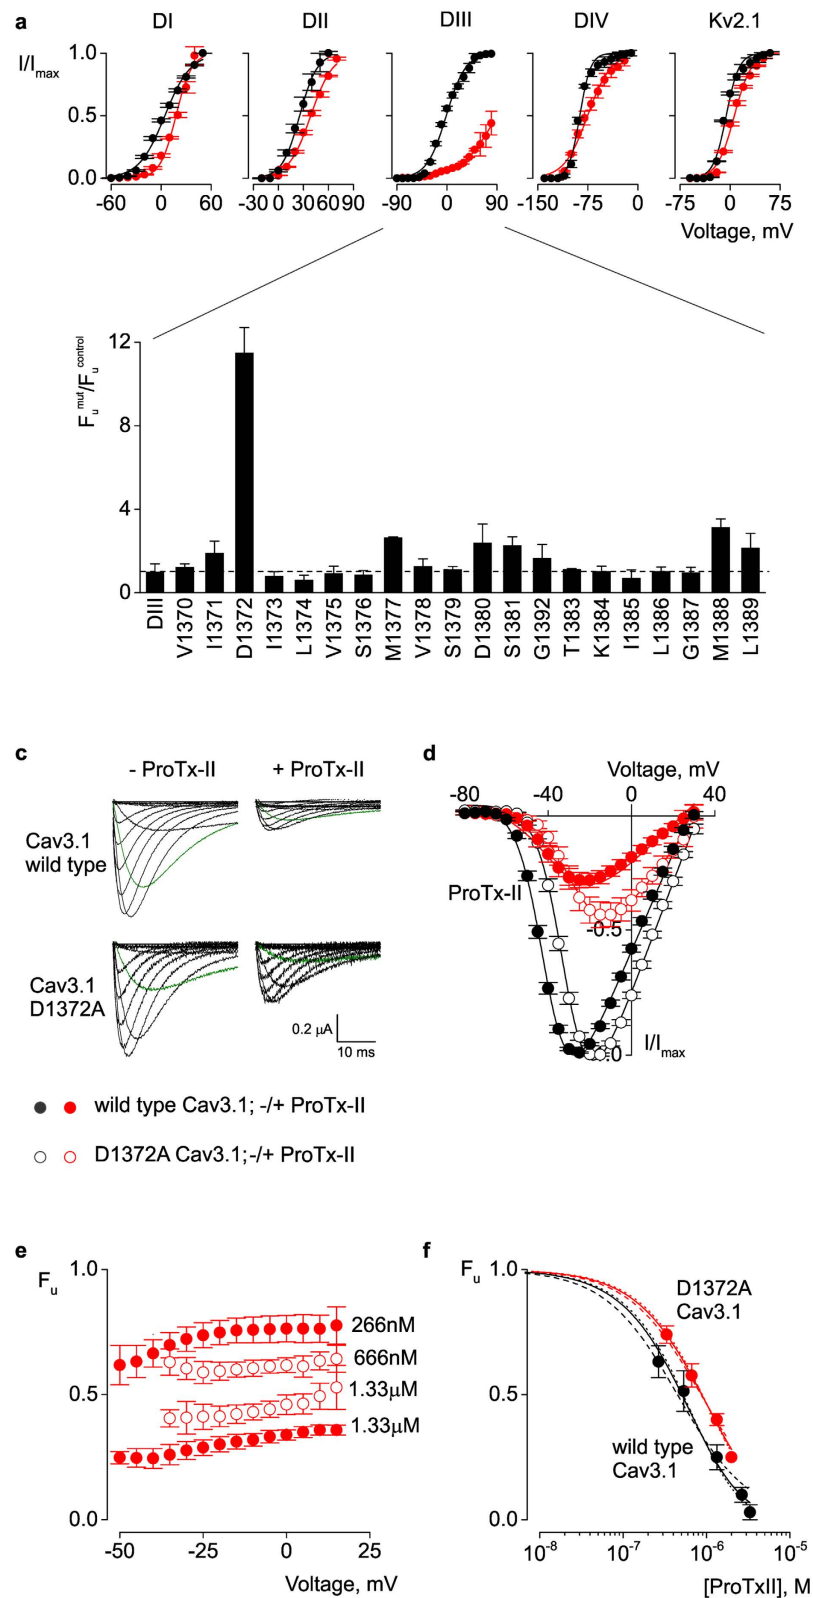 a
DI DII DIII DIV Kv2.1
I/Imax
1.0
0.5
0.0
-60 0 60 -30 0 30 60 90 -90 0 90 -150 -75 0 -75 0 75
Voltage, mV
Fu mut/Fu control
12
8
4
0
DIII V1370 I1371 D1372 I1373 L1374 V1375 S1376 M1377 V1378 S1379 D1380 S1381 G1392 T1383 K1384 I1385 L1386 G1387 M1388 L1389
c
- ProTx-II + ProTx-II
Cav3.1
wild type
Cav3.1
D1372A
0.2 µA
10 ms
d
Voltage, mV
-80 -40 0 40
ProTx-II
-0.5
I/Imax
.0
wild type Cav3.1; -/+ ProTx-II
D1372A Cav3.1;-/+ ProTx-II
e
Fu
1.0
0.5
0.0
266nM
666nM
1.33µM
1.33µM
-50 -25 0 25
Voltage, mV
f
Fu
1.0
0.5
0.0
D1372A
Cav3.1
wild type
Cav3.1
10-8 10-7 10-6 10-5
[ProTxII], M